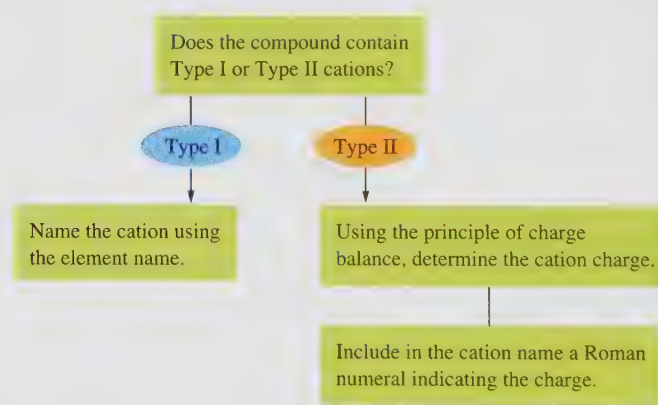 Does the compound contain
Type I or Type II cations?
Type I
Type II
Name the cation using
the element name.
Using the principle of charge
balance, determine the cation charge.
Include in the cation name a Roman
numeral indicating the charge.